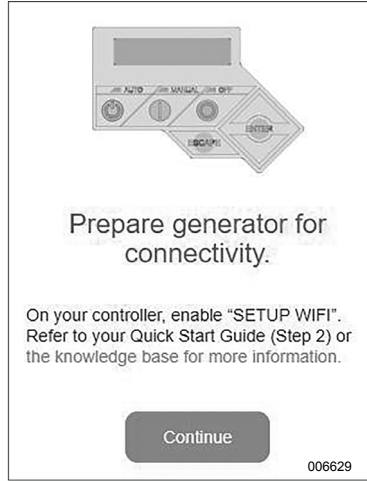 AUTO MANUAL OFF
ENTER
ESCAPE
Prepare generator for
connectivity.
On your controller, enable “SETUP WIFI”.
Refer to your Quick Start Guide (Step 2) or
the knowledge base for more information.
Continue
006629